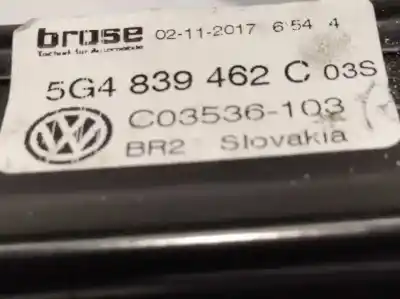 brose 02-11-2017 6:54 4
Technik für Automobile
5G4 839 462 C 03S
C03536-103
BR2 Slovakia